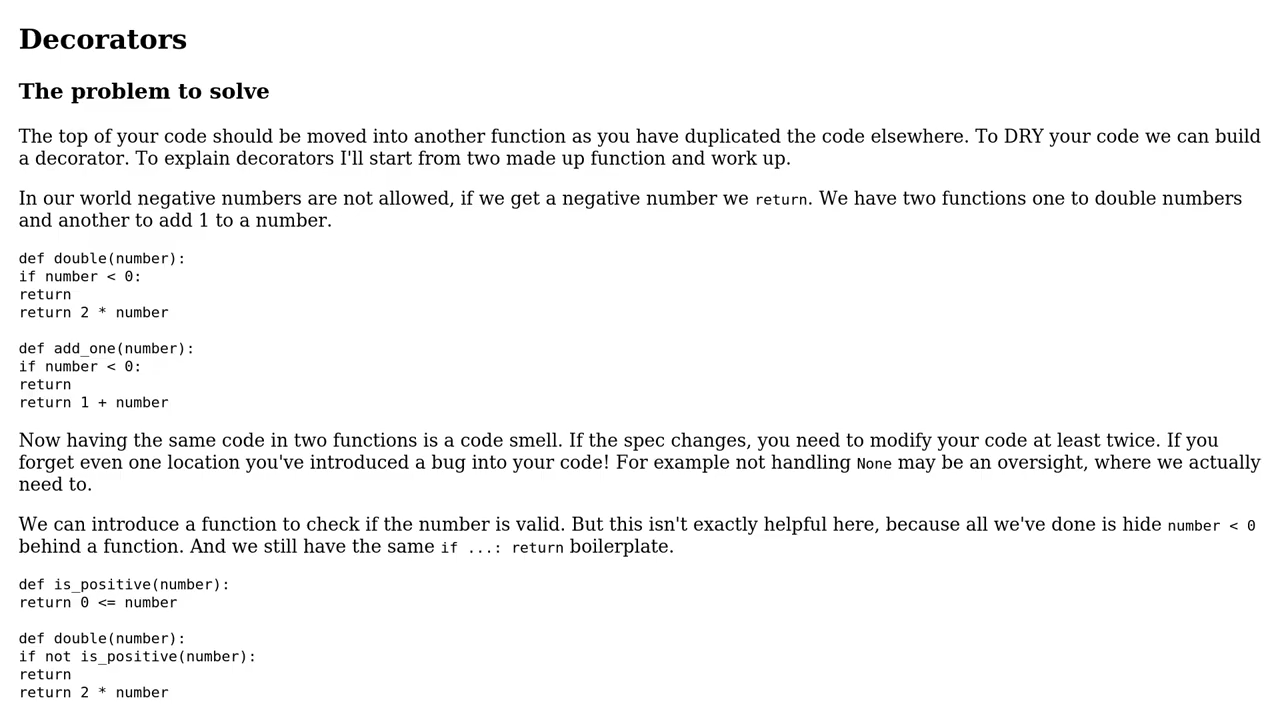 Decorators
The problem to solve
The top of your code should be moved into another function as you have duplicated the code elsewhere. To DRY your code we can build
a decorator. To explain decorators I'll start from two made up function and work up.
In our world negative numbers are not allowed, if we get a negative number we return. We have two functions one to double numbers
and another to add 1 to a number.
def double(number):
if number < 0:
return
return 2 * number
def add_one(number):
if number < 0:
return
return 1 + number
Now having the same code in two functions is a code smell. If the spec changes, you need to modify your code at least twice. If you
forget even one location you've introduced a bug into your code! For example not handling None may be an oversight, where we actually
need to.
We can introduce a function to check if the number is valid. But this isn't exactly helpful here, because all we've done is hide number < 0
behind a function. And we still have the same if ...: return boilerplate.
def is_positive(number):
return 0 <= number
def double(number):
if not is_positive(number):
return
return 2 * number